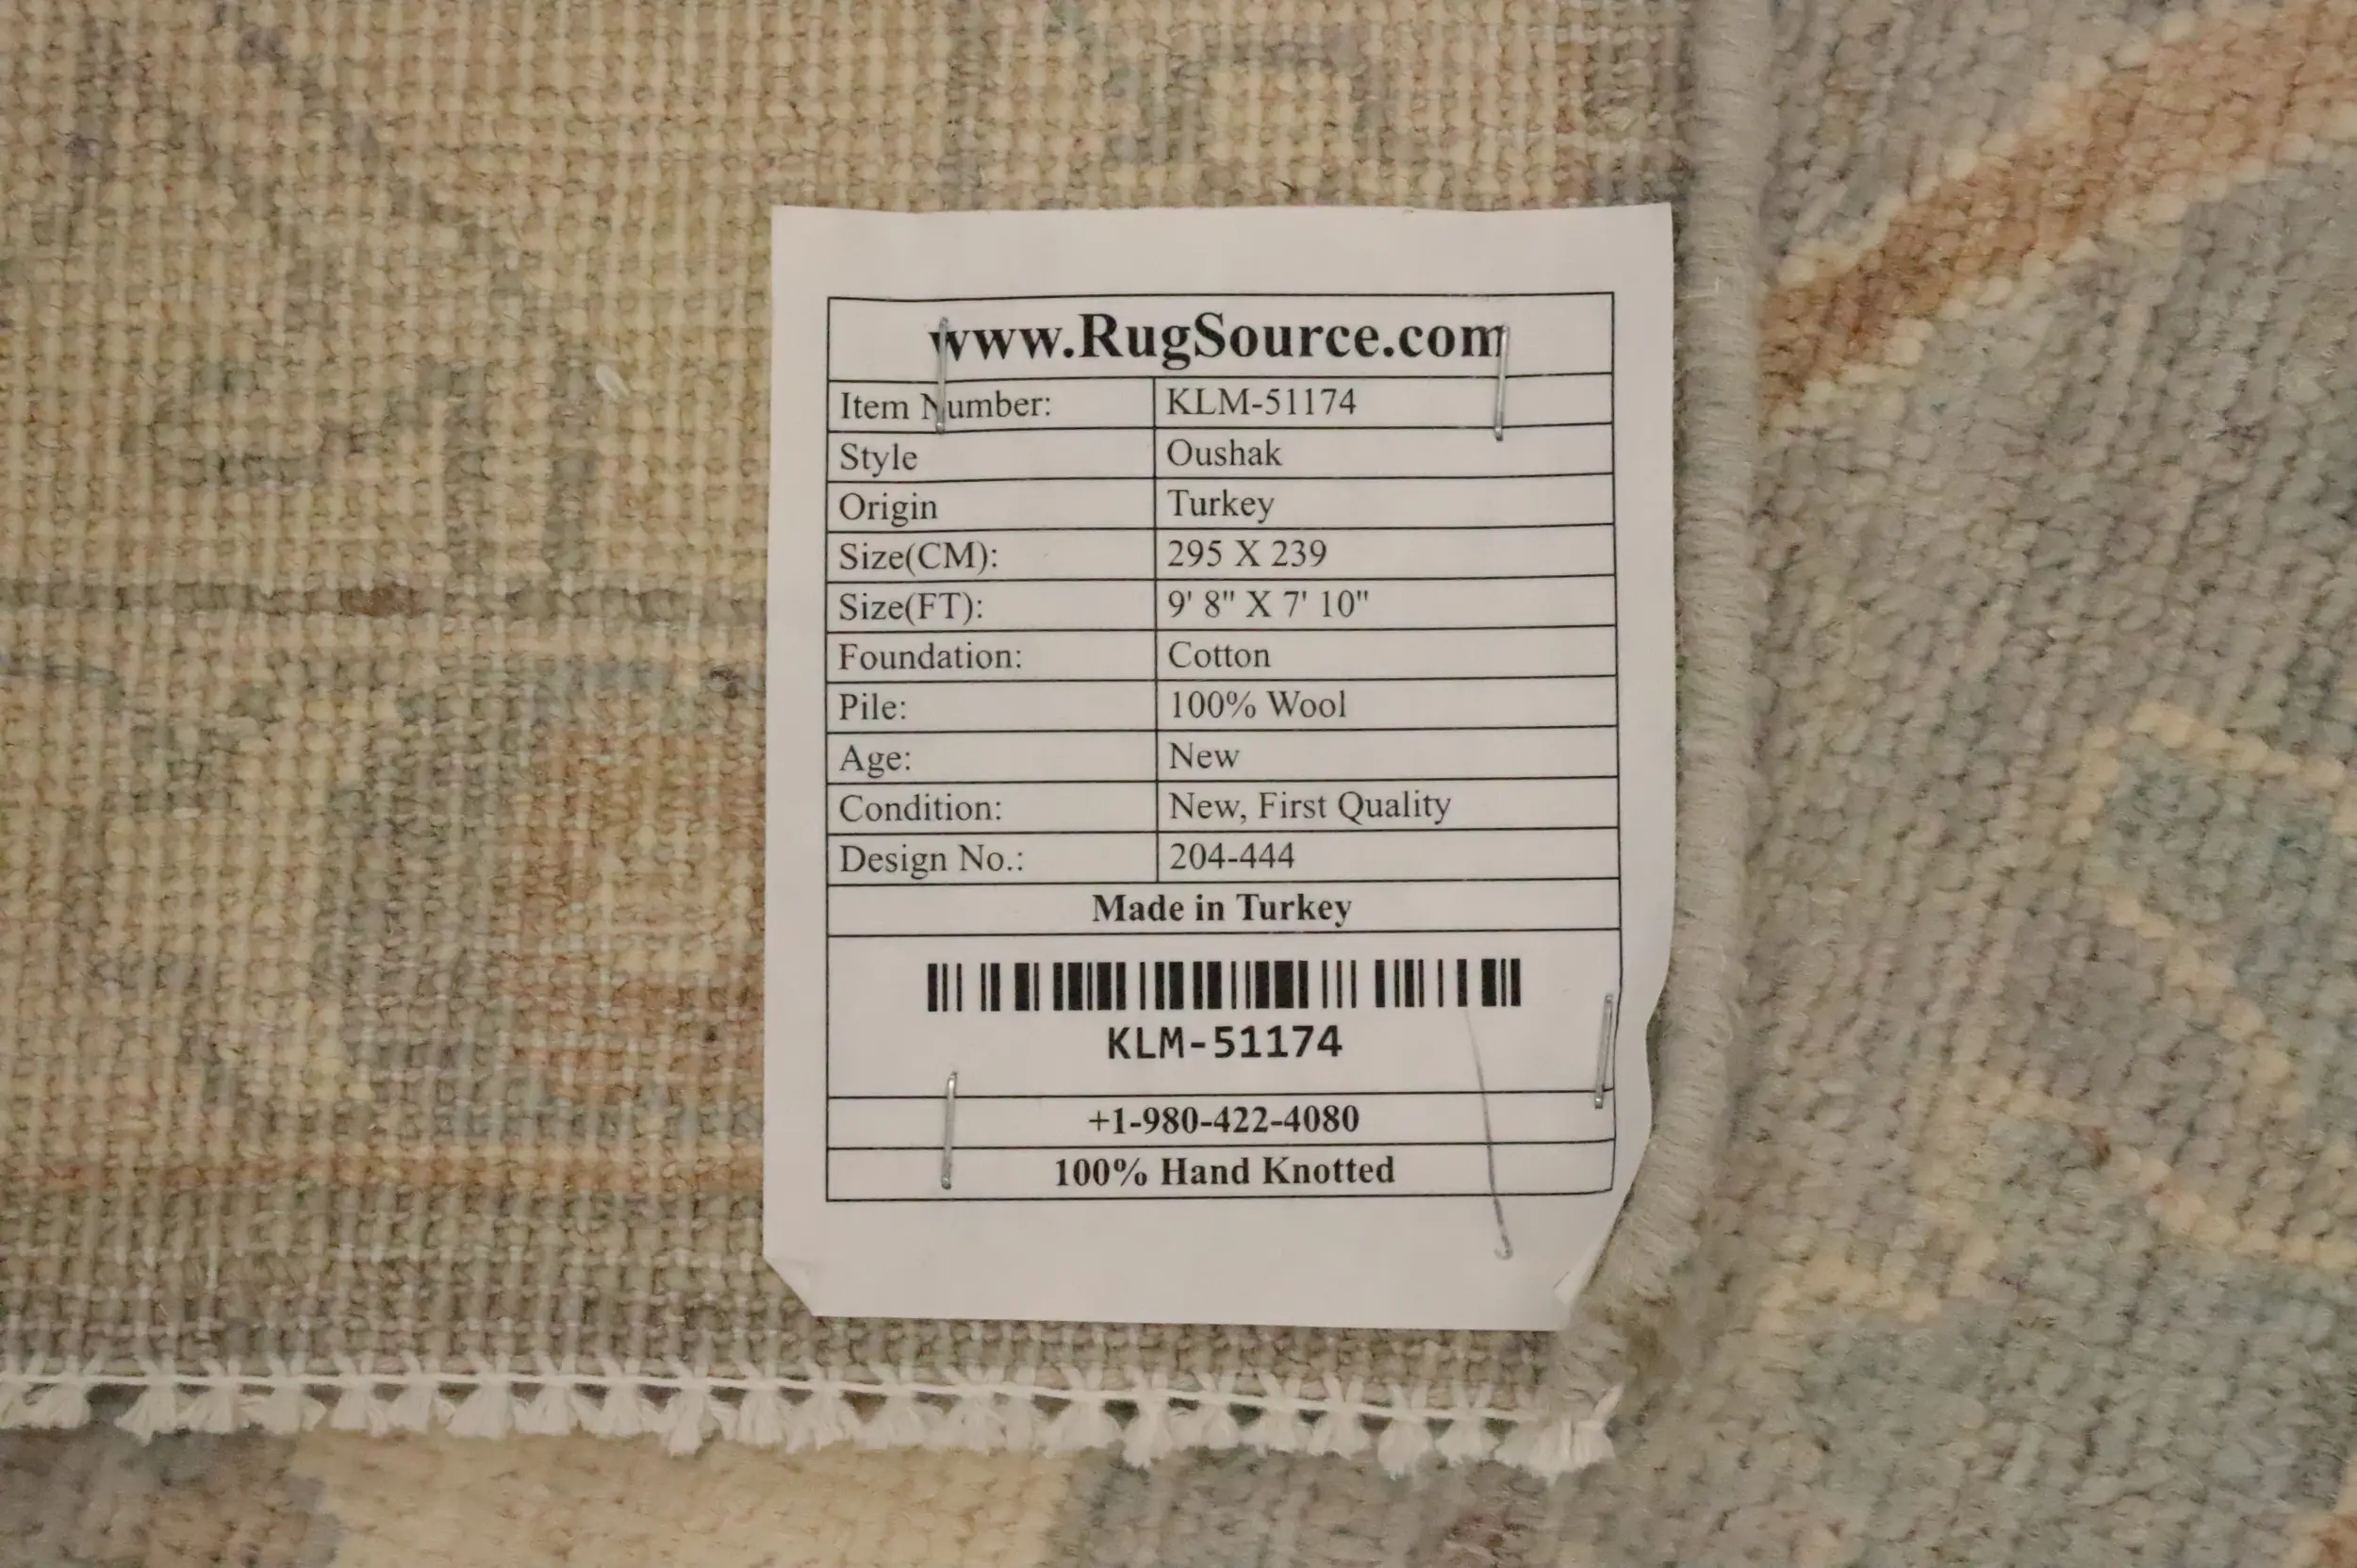 www.RugSource.com
Item Number: KLM-51174
Style Oushak
Origin Turkey
Size(CM): 295 X 239
Size(FT): 9' 8" X 7' 10"
Foundation: Cotton
Pile: 100% Wool
Age: New
Condition: New, First Quality
Design No.: 204-444
Made in Turkey
KLM-51174
+1-980-422-4080
100% Hand Knotted